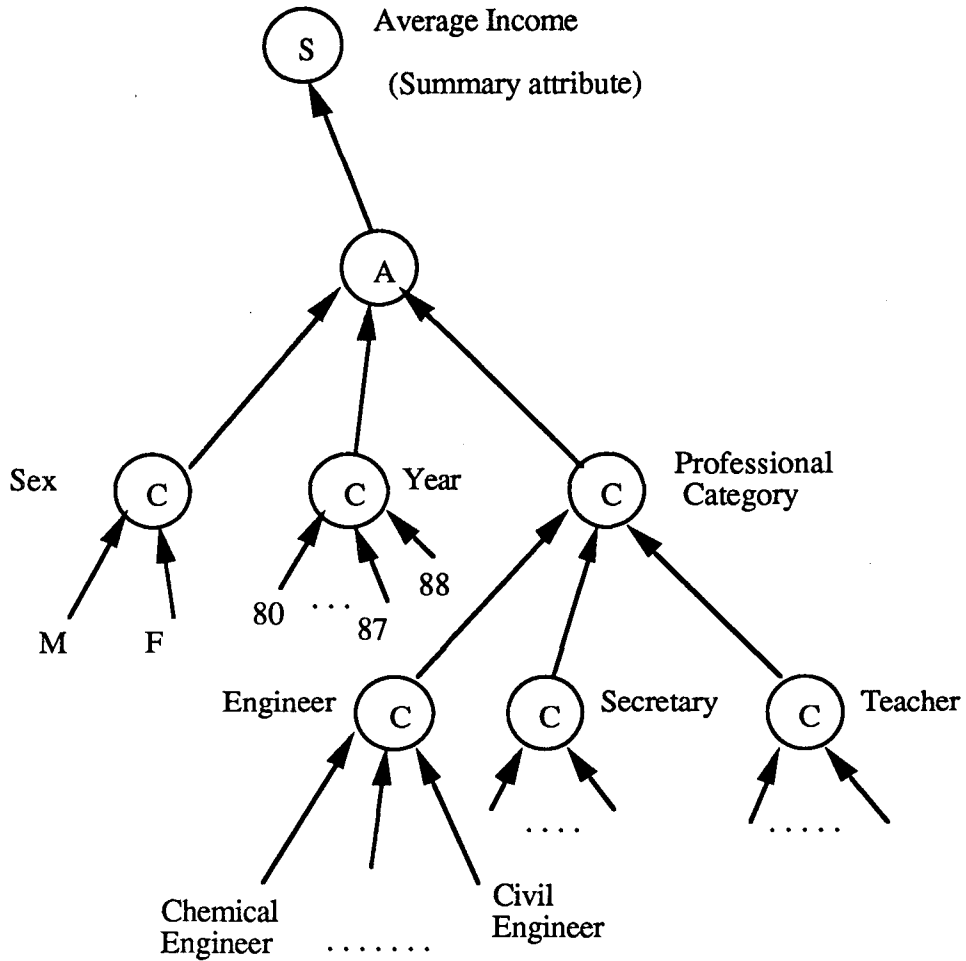 S Average Income
(Summary attribute)
A
Sex C C Year C Professional
Category
M F 80 . . . 87 88
Engineer C C Secretary C Teacher
. . . . . . . . .
Chemical
Engineer . . . . . . . Civil
Engineer